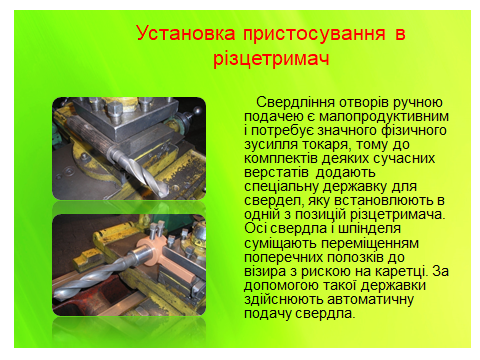 Установка пристосування в
різцетримач
Свердління отворів ручною
подачею є малопродуктивним
і потребує значного фізичного
зусилля токаря, тому до
комплектів деяких сучасних
верстатів додають
спеціальну державку для
свердел, яку встановлюють в
одній з позицій різцетримача.
Осі свердла і шпінделя
суміщають переміщенням
поперечних полозків до
візира з рискою на каретці. За
допомогою такої державки
здійснюють автоматичну
подачу свердла.